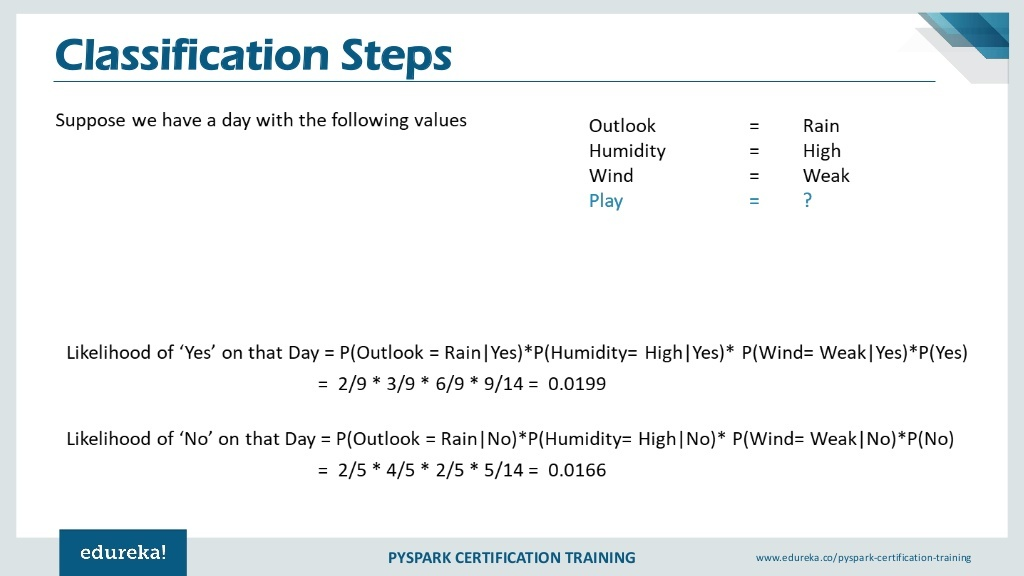 Classification Steps
Suppose we have a day with the following values
Outlook = Rain
Humidity = High
Wind = Weak
Play = ?
Likelihood of ‘Yes’ on that Day = P(Outlook = Rain|Yes)*P(Humidity= High|Yes)* P(Wind= Weak|Yes)*P(Yes)
= 2/9 * 3/9 * 6/9 * 9/14 = 0.0199
Likelihood of ‘No’ on that Day = P(Outlook = Rain|No)*P(Humidity= High|No)* P(Wind= Weak|No)*P(No)
= 2/5 * 4/5 * 2/5 * 5/14 = 0.0166
edureka!
PYSPARK CERTIFICATION TRAINING
www.edureka.co/pyspark-certification-training